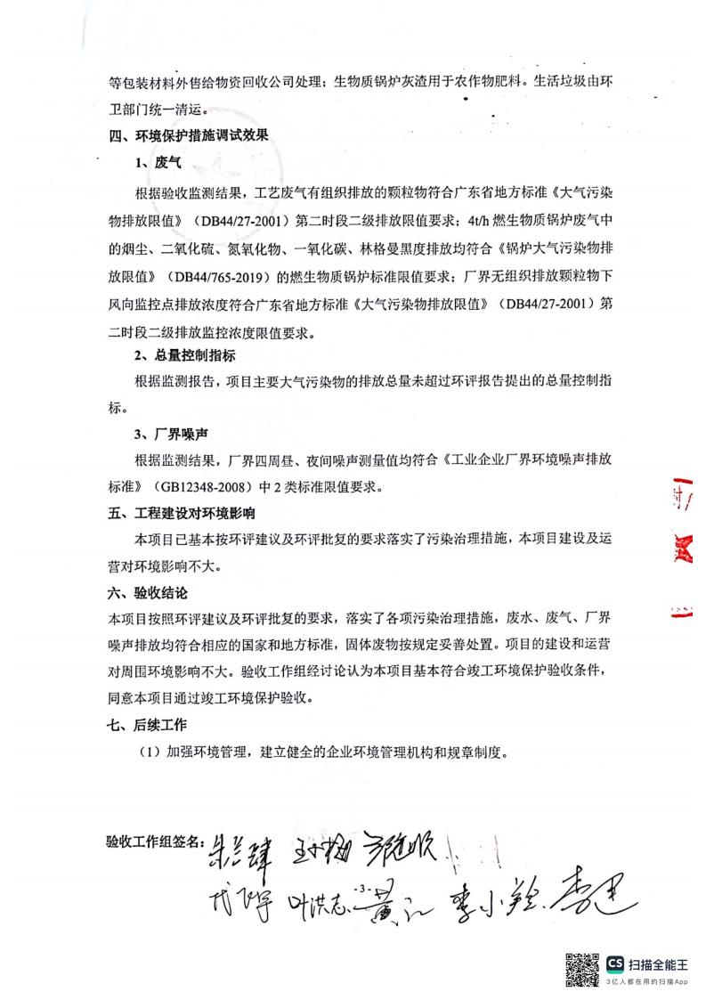 等包装材料外售给物资回收公司处理；生物质锅炉灰渣用于农作物肥料。生活垃圾由环
卫部门统一清运。
四、环境保护措施调试效果
1、废气
根据验收监测结果，工艺废气有组织排放的颗粒物符合广东省地方标准《大气污染
物排放限值》（DB44/27-2001）第二时段二级排放限值要求；4t/h 燃生物质锅炉废气中
的烟尘、二氧化硫、氮氧化物、一氧化碳、林格曼黑度排放均符合《锅炉大气污染物排
放限值》（DB44/765-2019）的燃生物质锅炉标准限值要求；厂界无组织排放颗粒物下
风向监控点排放浓度符合广东省地方标准《大气污染物排放限值》（DB44/27-2001）第
二时段二级排放监控浓度限值要求。
2、总量控制指标
根据监测报告，项目主要大气污染物的排放总量未超过环评报告提出的总量控制指
标。
3、厂界噪声
根据监测结果，厂界四周昼、夜间噪声测量值均符合《工业企业厂界环境噪声排放
标准》（GB12348-2008）中 2 类标准限值要求。
五、工程建设对环境影响
本项目已基本按环评建议及环评批复的要求落实了污染治理措施，本项目建设及运
营对环境影响不大。
六、验收结论
本项目按照环评建议及环评批复的要求，落实了各项污染治理措施，废水、废气、厂界
噪声排放均符合相应的国家和地方标准，固体废物按规定妥善处置。项目的建设和运营
对周围环境影响不大。验收工作组经讨论认为本项目基本符合竣工环境保护验收条件，
同意本项目通过竣工环境保护验收。
七、后续工作
（1）加强环境管理，建立健全的企业环境管理机构和规章制度。
验收工作组签名：
叶洪志
-3-
CS 扫描全能王
3亿人都在用的扫描App